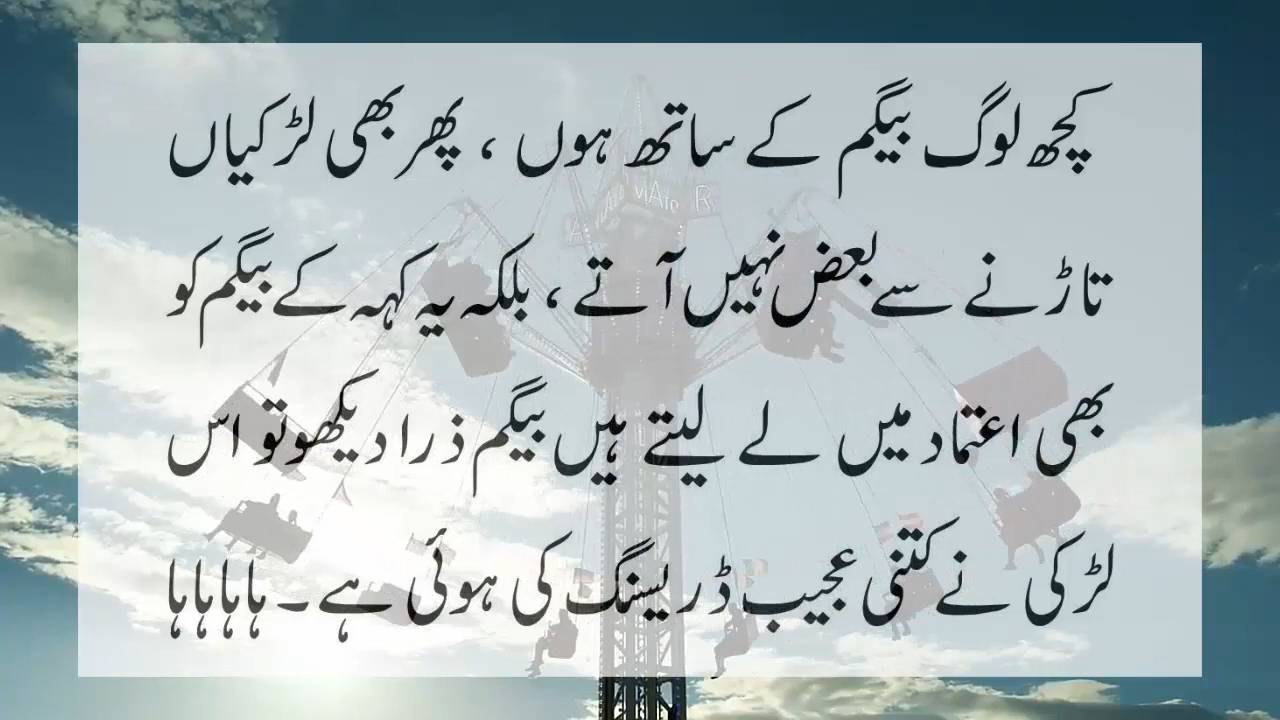 کچھ لوگ بیگم کے ساتھ ہوں ، پھر بھی لڑکیاں
تاڑنے سے بعض نہیں آتے ، بلکہ یہ کہہ کے بیگم کو
بھی اعتماد میں لے لیتے ہیں بیگم ذرا دیکھو تو اس
لڑکی نے کتنی عجیب ڈریسنگ کی ہوئی ہے ۔ ہاہاہاہا